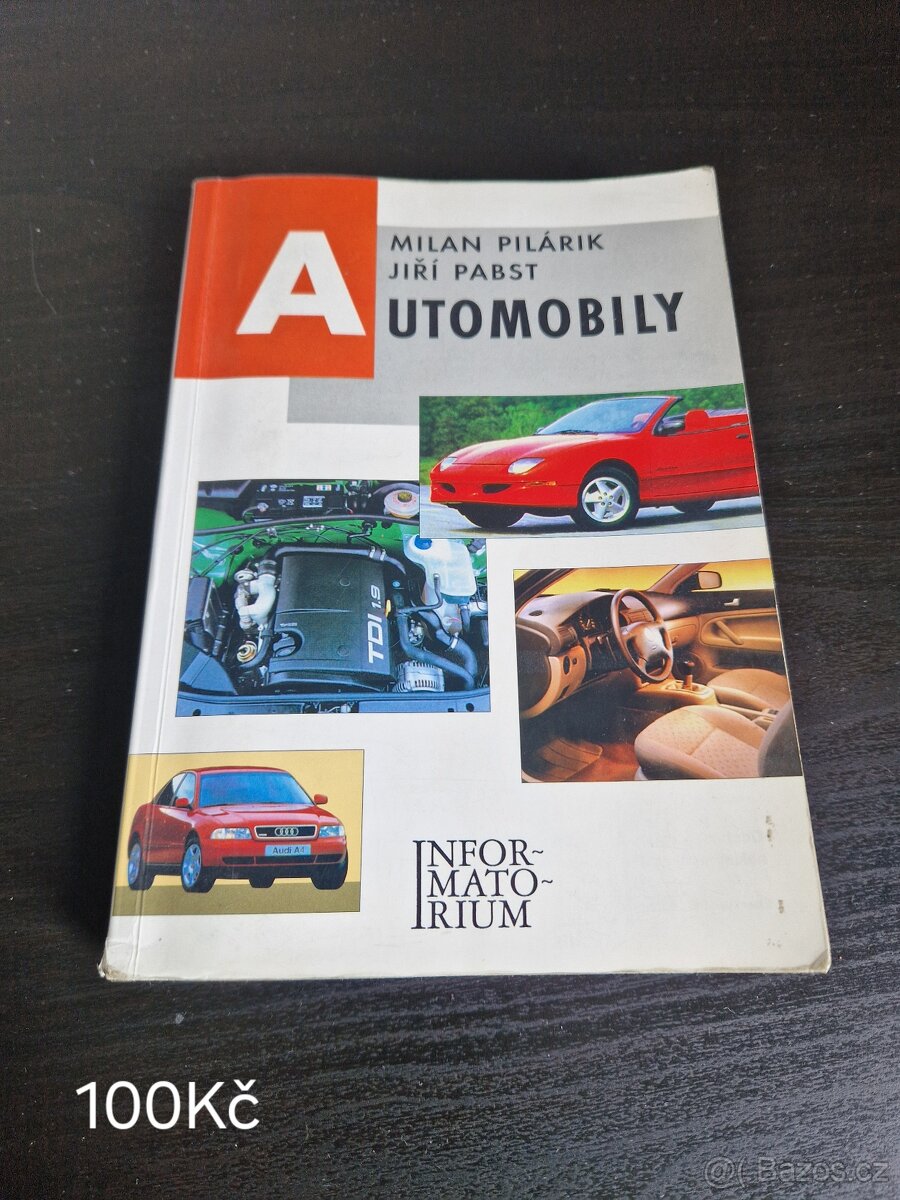 MILAN PILÁRIK
JIŘÍ PABST
AUTOMOBILY
TDI 1.9
Audi A4
INFOR~
MATO~
RIUM
100Kč
Bazos.cz